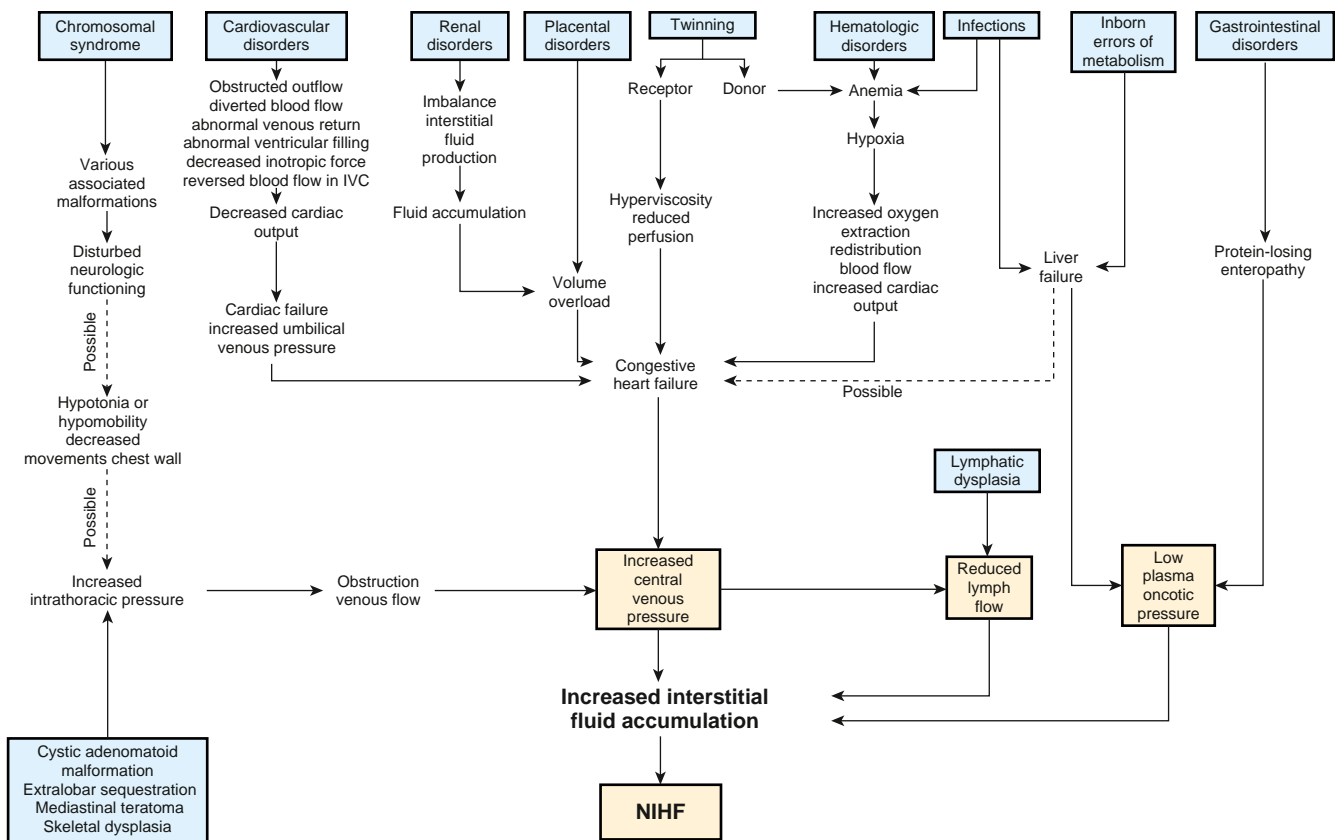 Chromosomal
syndrome
Cardiovascular
disorders
Renal
disorders
Placental
disorders
Twinning
Hematologic
disorders
Infections
Inborn
errors of
metabolism
Gastrointestinal
disorders
Receptor
Donor
Anemia
Obstructed outflow
diverted blood flow
abnormal venous return
abnormal ventricular filling
decreased inotropic force
reversed blood flow in IVC
Imbalance
interstitial
fluid
production
Hypoxia
Various
associated
malformations
Decreased cardiac
output
Fluid accumulation
Hyperviscosity
reduced
perfusion
Increased oxygen
extraction
redistribution
blood flow
increased cardiac
output
Disturbed
neurologic
functioning
Liver
failure
Protein-losing
enteropathy
Volume
overload
Cardiac failure
increased umbilical
venous pressure
Possible
Congestive
heart failure
Possible
Hypotonia or
hypomobility
decreased
movements chest wall
Lymphatic
dysplasia
Possible
Increased
intrathoracic pressure
Obstruction
venous flow
Increased
central
venous
pressure
Reduced
lymph
flow
Low
plasma
oncotic
pressure
Increased interstitial
fluid accumulation
Cystic adenomatoid
malformation
Extralobar sequestration
Mediastinal teratoma
Skeletal dysplasia
NIHF